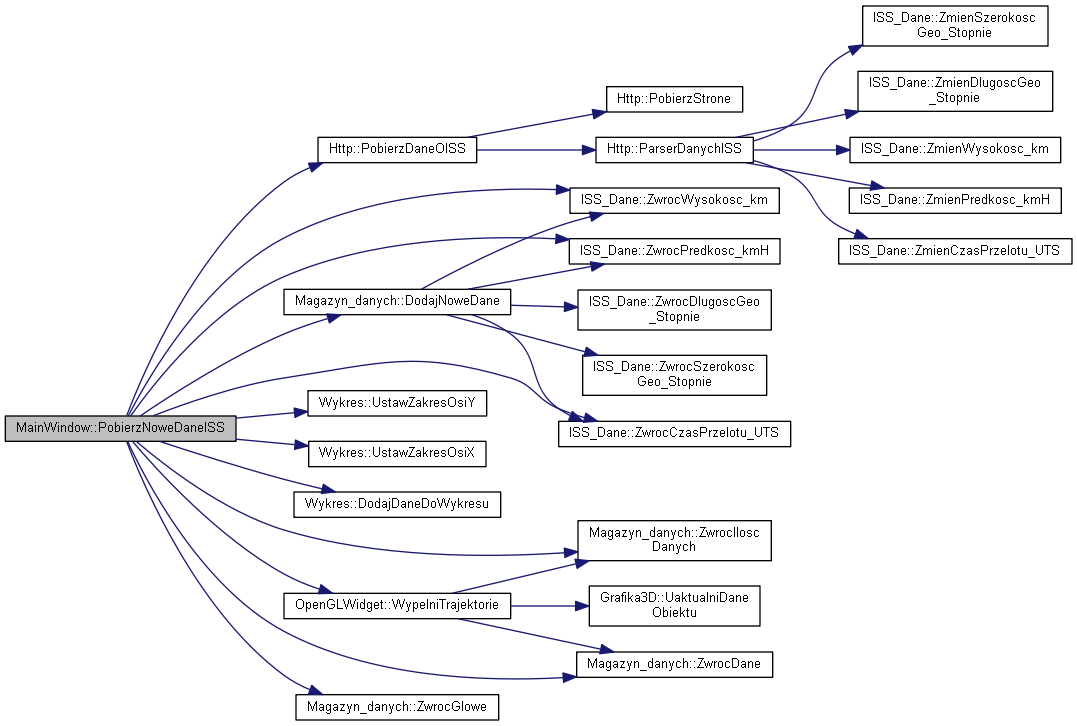 ISS_Dane::ZmienSzerokosc
Geo_Stopnie
ISS_Dane::ZmienDlugoscGeo
_Stopnie
Http::PobierzStrone
Http::PobierzDaneOISS
Http::ParserDanychISS
ISS_Dane::ZmienWysokosc_km
ISS_Dane::ZwrocWysokosc_km
ISS_Dane::ZmienPredkosc_kmH
ISS_Dane::ZwrocPredkosc_kmH
ISS_Dane::ZmienCzasPrzelotu_UTS
Magazyn_danych::DodajNoweDane
ISS_Dane::ZwrocDlugoscGeo
_Stopnie
ISS_Dane::ZwrocSzerokosc
Geo_Stopnie
Wykres::UstawZakresOsiY
MainWindow::PobierzNoweDaneISS
ISS_Dane::ZwrocCzasPrzelotu_UTS
Wykres::UstawZakresOsiX
Wykres::DodajDaneDoWykresu
Magazyn_danych::ZwrocIlosc
Danych
OpenGLWidget::WypelniTrajektorie
Grafika3D::UaktualniDane
Obiektu
Magazyn_danych::ZwrocDane
Magazyn_danych::ZwrocGlowe